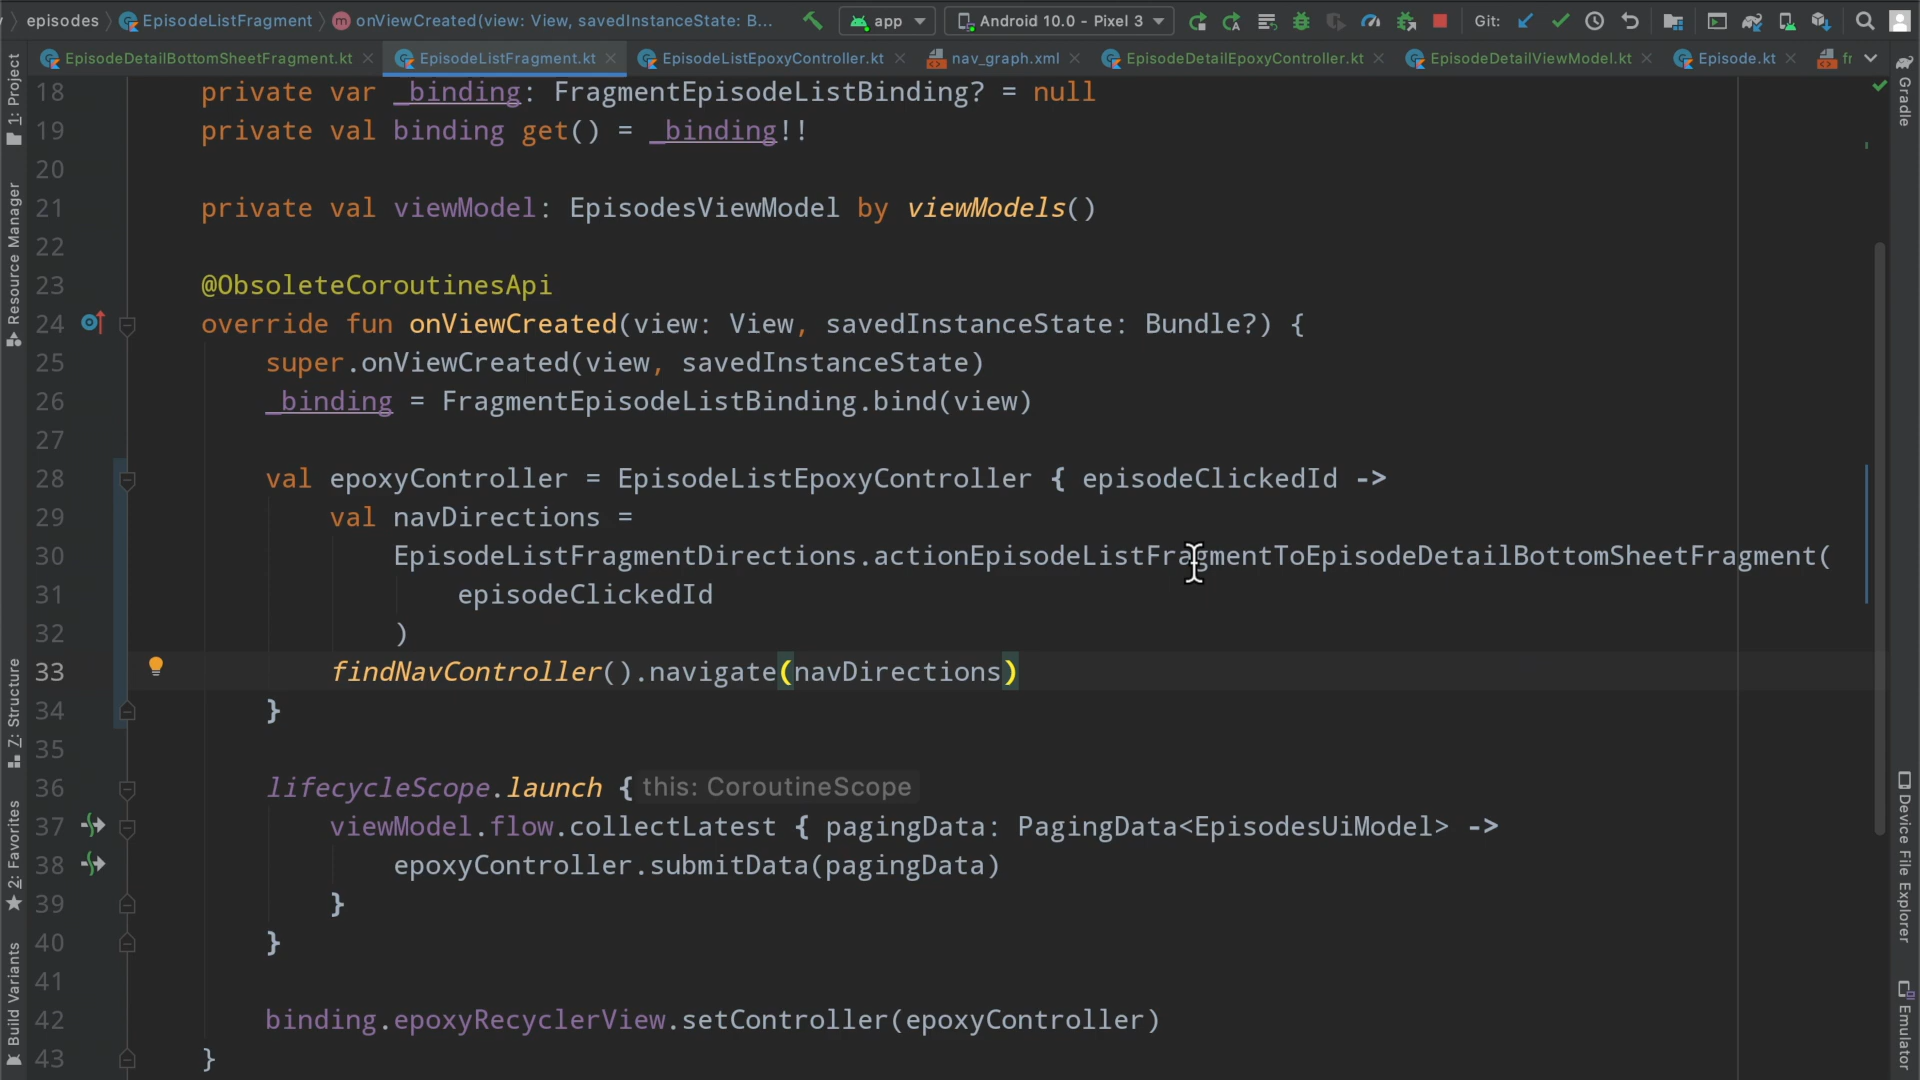 episodes EpisodeListFragment onViewCreated(view: View, savedInstanceState: B... app Android 10.0 - Pixel 3 Git:
EpisodeDetailBottomSheetFragment.kt EpisodeListFragment.kt EpisodeListEpoxyController.kt nav_graph.xml EpisodeDetailEpoxyController.kt EpisodeDetailViewModel.kt Episode.kt fr
1: Project
Resource Manager
Z: Structure
2: Favorites
Build Variants
18 private var _binding: FragmentEpisodeListBinding? = null
19 private val binding get() = _binding!!
20
21 private val viewModel: EpisodesViewModel by viewModels()
22
23 @ObsoleteCoroutinesApi
24 override fun onViewCreated(view: View, savedInstanceState: Bundle?) {
25 super.onViewCreated(view, savedInstanceState)
26 _binding = FragmentEpisodeListBinding.bind(view)
27
28 val epoxyController = EpisodeListEpoxyController { episodeClickedId ->
29 val navDirections =
30 EpisodeListFragmentDirections.actionEpisodeListFragmentToEpisodeDetailBottomSheetFragment(
31 episodeClickedId
32 )
33 findNavController().navigate(navDirections)
34 }
35
36 lifecycleScope.launch { this: CoroutineScope
37 viewModel.flow.collectLatest { pagingData: PagingData<EpisodesUiModel> ->
38 epoxyController.submitData(pagingData)
39 }
40 }
41
42 binding.epoxyRecyclerView.setController(epoxyController)
43 }
Gradle
Device File Explorer
Emulator